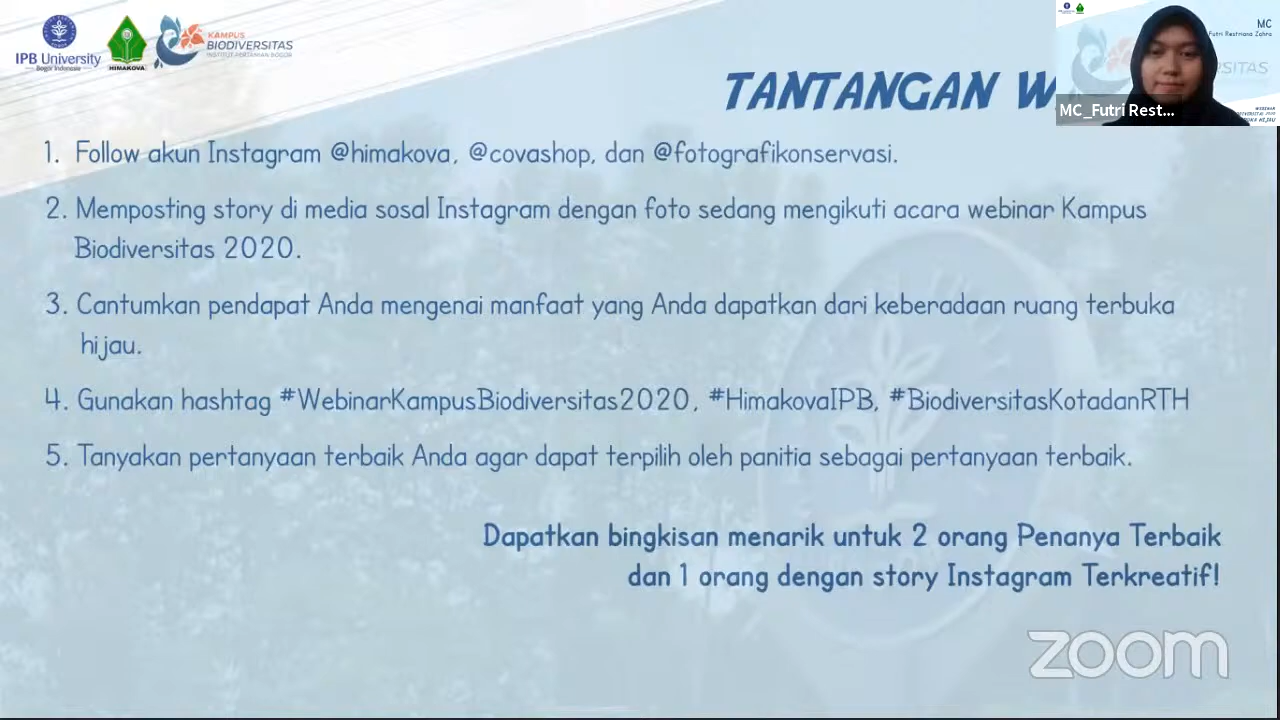 IPB University
Bogor Indonesia
HIMAKOVA
KAMPUS
BIODIVERSITAS
INSTITUT PERTANIAN BOGOR
MC
Futri Restriana Zahra
MC_Futri Rest...
TANTANGAN
1. Follow akun Instagram @himakova, @covashop, dan @fotografikonservasi.
2. Memposting story di media sosal Instagram dengan foto sedang mengikuti acara webinar Kampus
Biodiversitas 2020.
3. Cantumkan pendapat Anda mengenai manfaat yang Anda dapatkan dari keberadaan ruang terbuka
hijau.
4. Gunakan hashtag #WebinarKampusBiodiversitas2020, #HimakovaIPB, #BiodiversitasKotadanRTH
5. Tanyakan pertanyaan terbaik Anda agar dapat terpilih oleh panitia sebagai pertanyaan terbaik.
Dapatkan bingkisan menarik untuk 2 orang Penanya Terbaik
dan 1 orang dengan story Instagram Terkreatif!
zoom